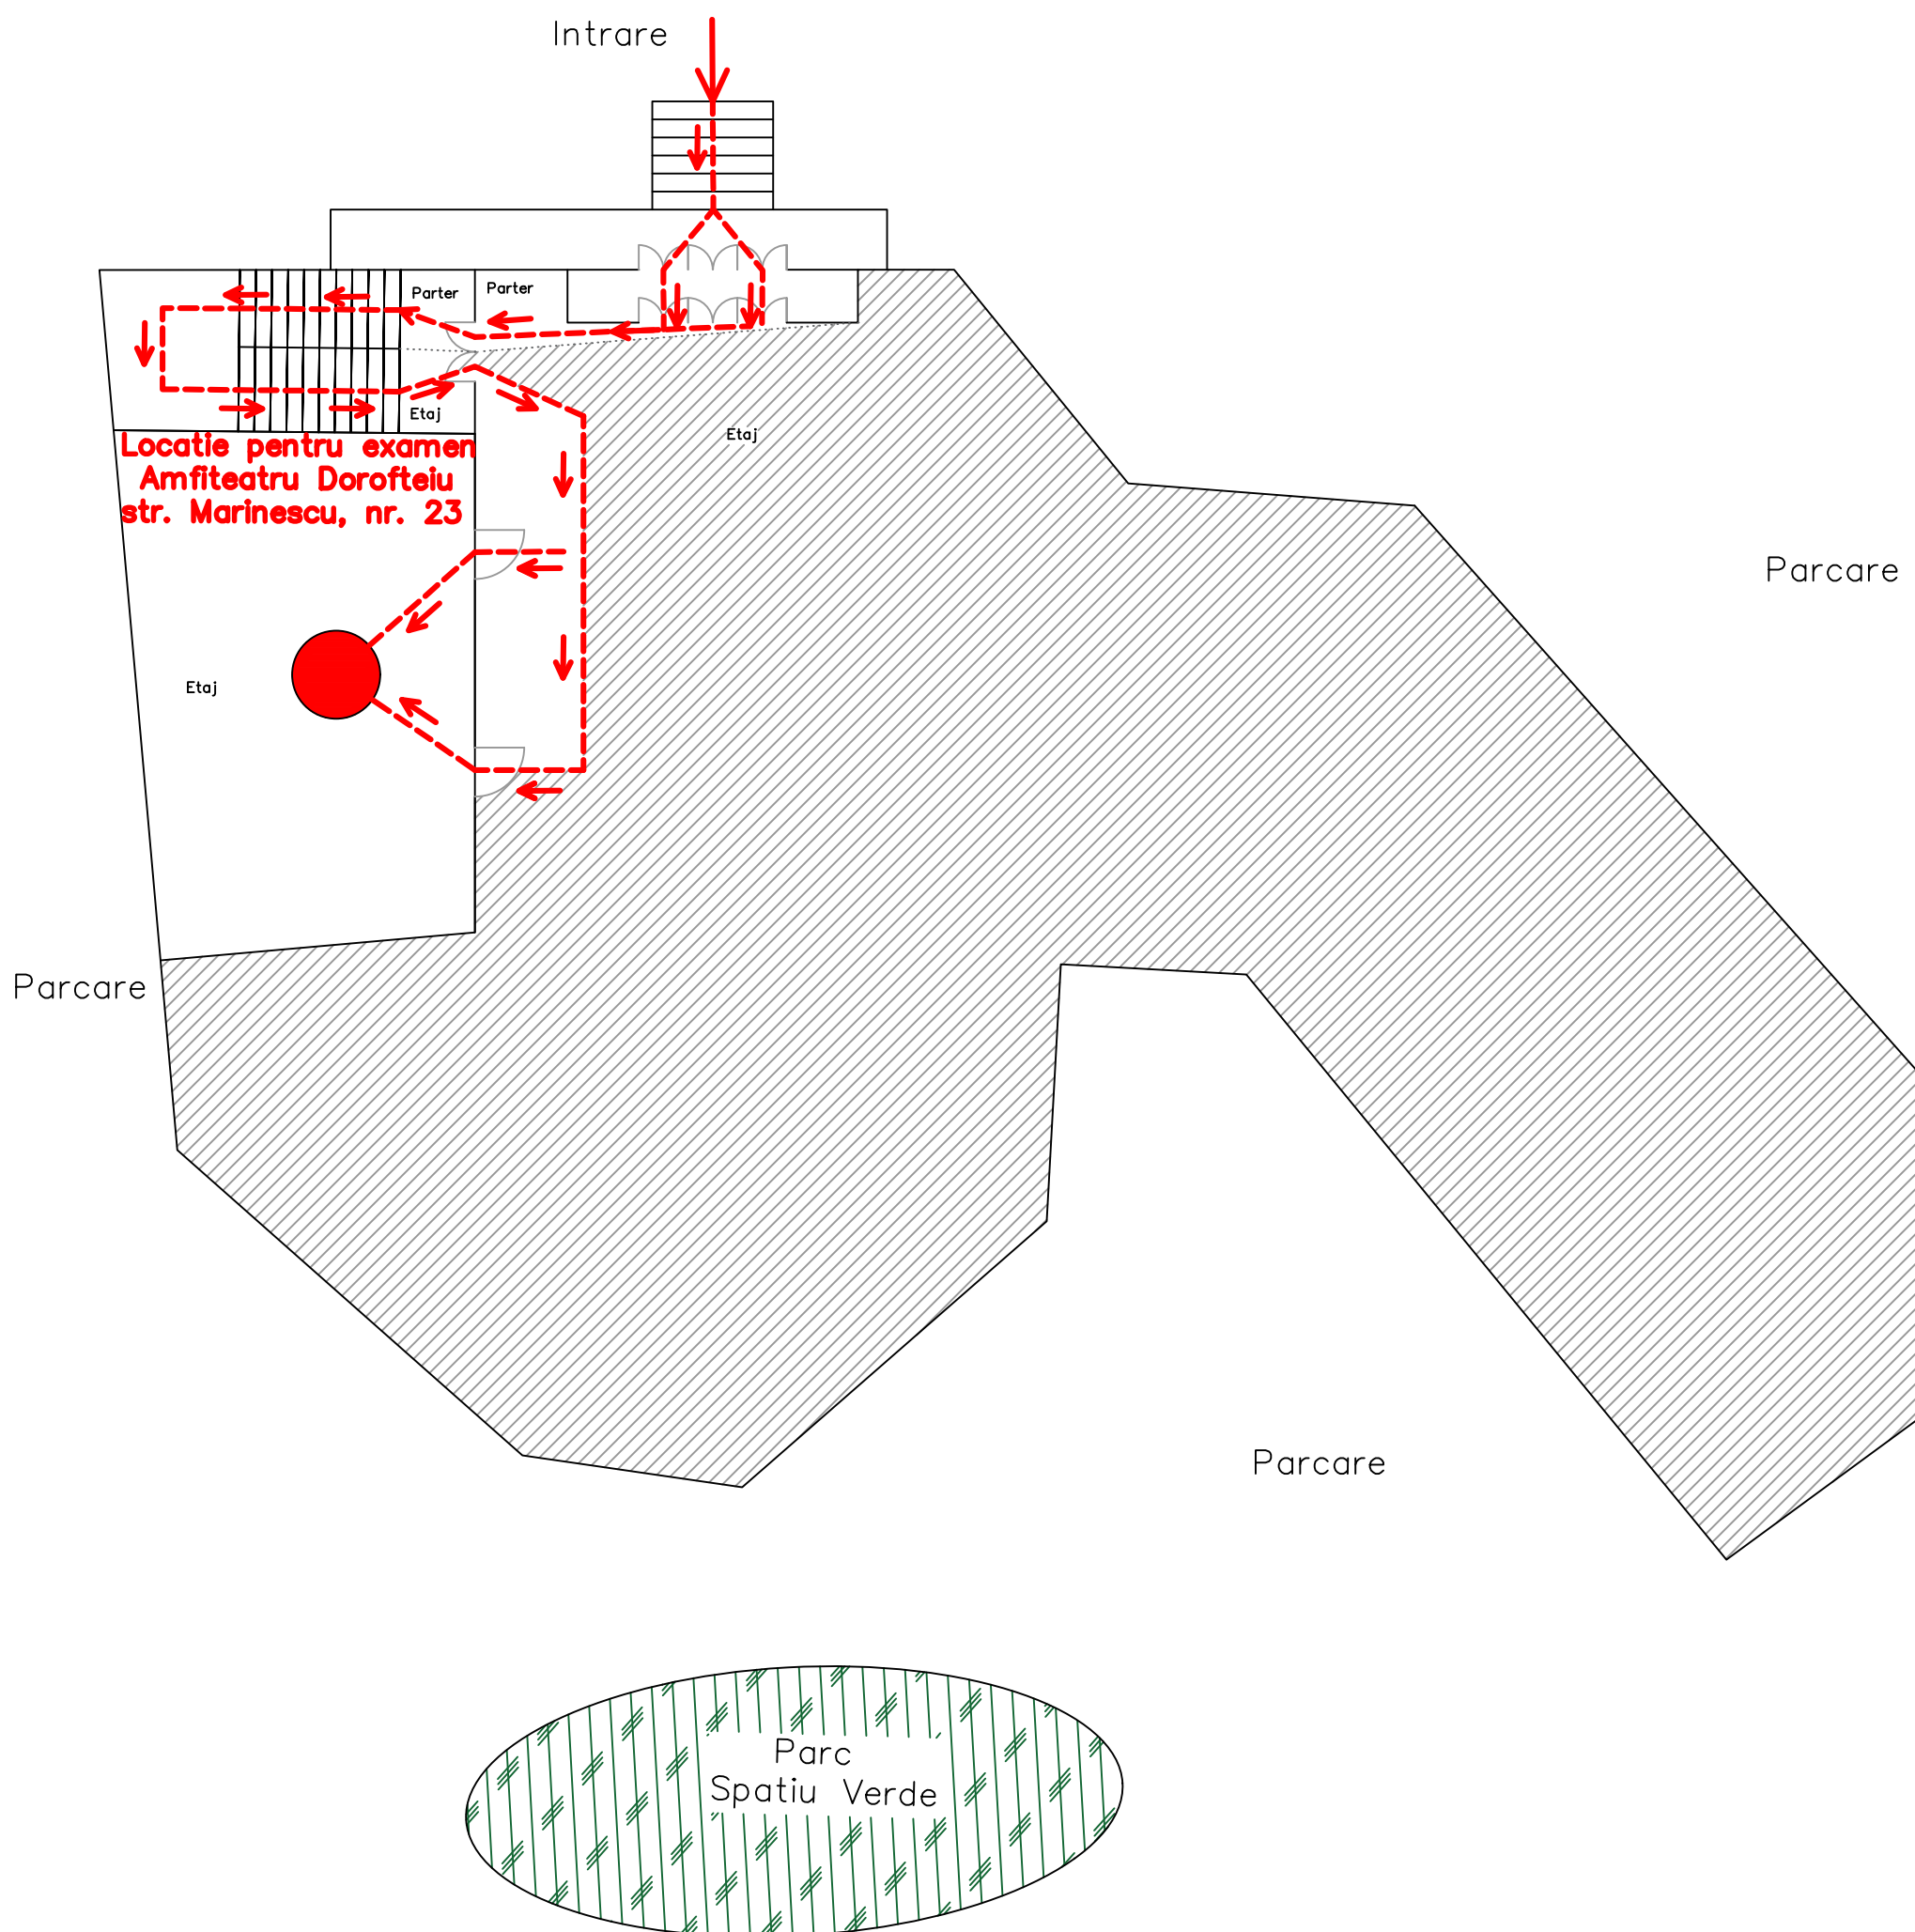 Intrare
Parter
Parter
Etaj
Etaj
Locatie pentru examen
Amfiteatru Dorofteiu
str. Marinescu, nr. 23
Parcare
Etaj
Parcare
Parcare
Parc
Spatiu Verde